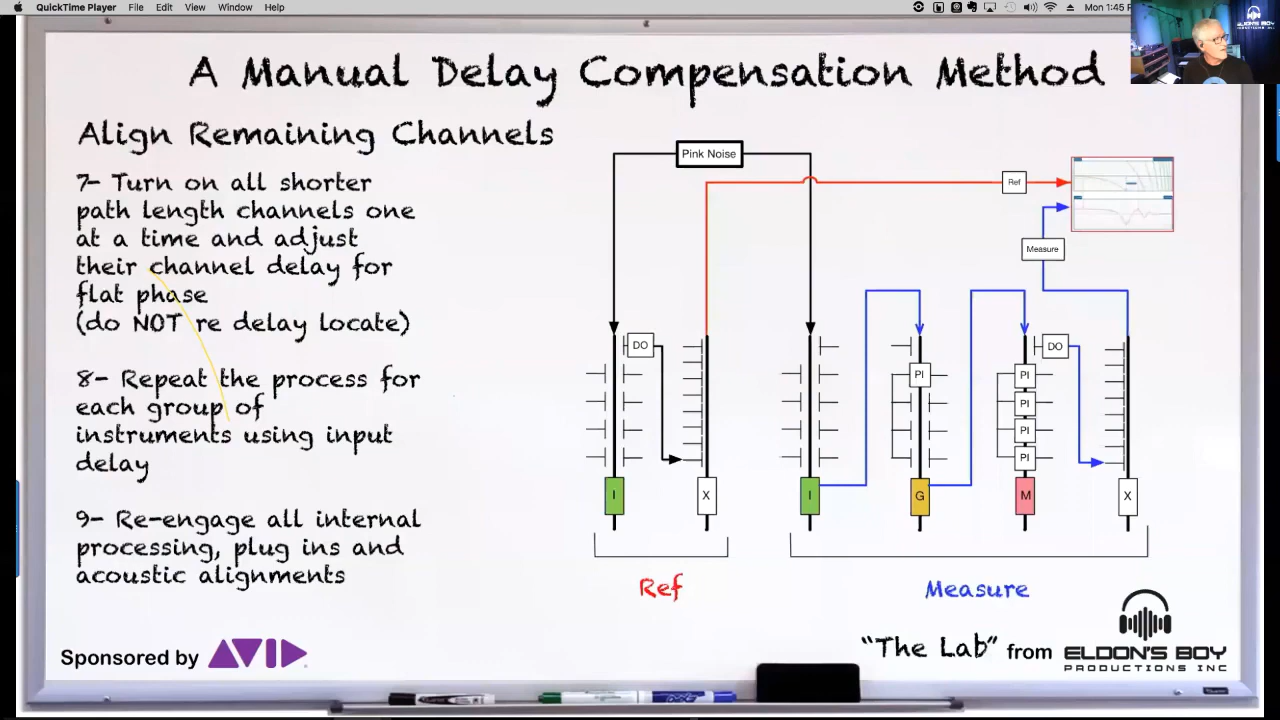 QuickTime Player File Edit View Window Help
Mon 1:45 P
A Manual Delay Compensation Method
Align Remaining Channels
7- Turn on all shorter
path length channels one
at a time and adjust
their channel delay for
flat phase
(do NOT re delay locate)
8- Repeat the process for
each group of
instruments using input
delay
9- Re-engage all internal
processing, plug ins and
acoustic alignments
Pink Noise
Ref
Measure
DO
DO
PI
PI
PI
PI
PI
I
X
I
G
M
X
Ref
Measure
Sponsored by AVID
"The Lab" from ELDON'S BOY
PRODUCTIONS INC